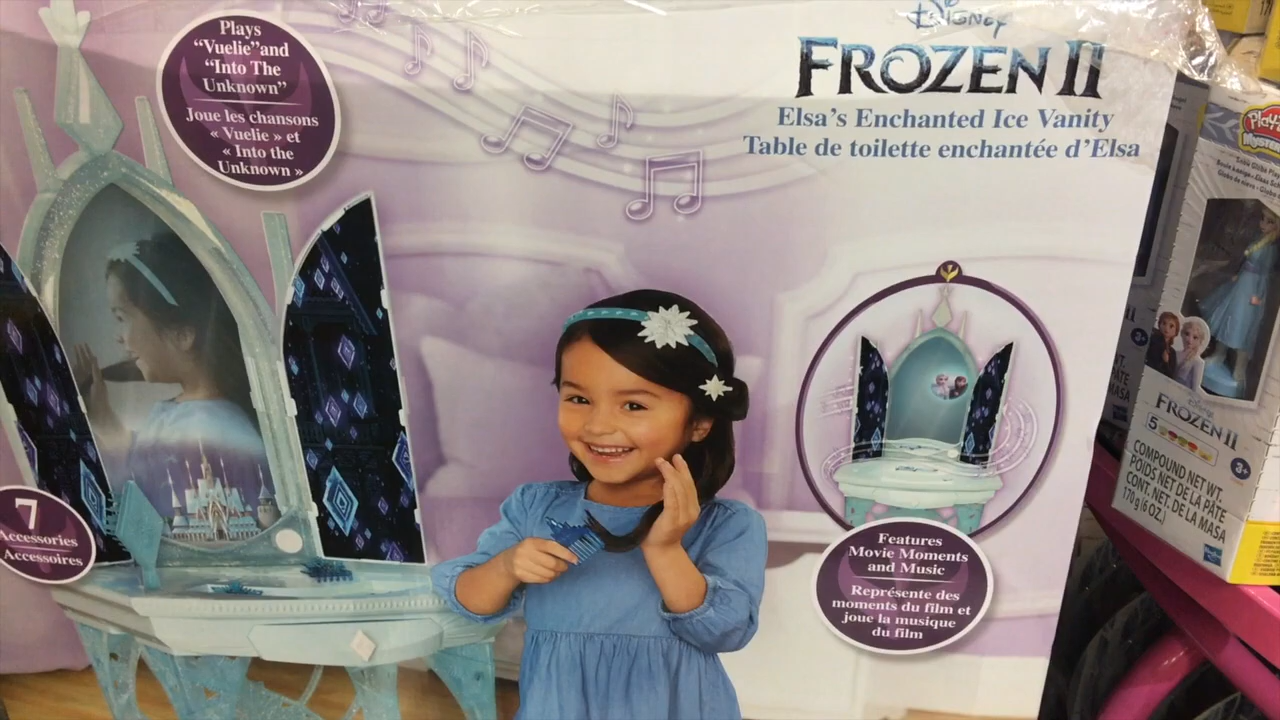 Plays
"Vuelie"and
"Into The
Unknown"
Joue les chansons
« Vuelie » et
« Into the
Unknown »
Disney
FROZEN II
Elsa's Enchanted Ice Vanity
Table de toilette enchantée d'Elsa
7
Accessories
Accessoires
Features
Movie Moments
and Music
Représente des
moments du film et
joue la musique
du film
Disney
FROZEN II
5
3+
COMPOUND NET WT.
POIDS NET DE LA PÂTE
CONT. NET. DE LA MASA
170 g (6 OZ.)
Hasbro